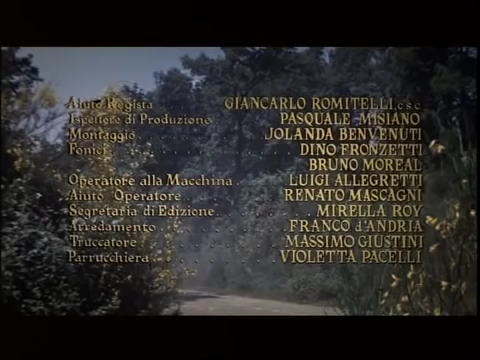 Aiuto Regista . . . . . GIANCARLO ROMITELLI, c s c
Ispettore di Produzione PASQUALE MISIANO
Montaggio . . . . . JOLANDA BENVENUTI
Fonici . . . . . DINO FRONZETTI
BRUNO MOREAL
Operatore alla Macchina . . . LUIGI ALLEGRETTI
Aiuto Operatore . . . . . RENATO MASCAGNI
Segretaria di Edizione . . . . . MIRELLA ROY
Arredamento . . . . . FRANCO d'ANDRIA
Truccatore . . . . . MASSIMO GIUSTINI
Parrucchiera . . . . . VIOLETTA PACELLI